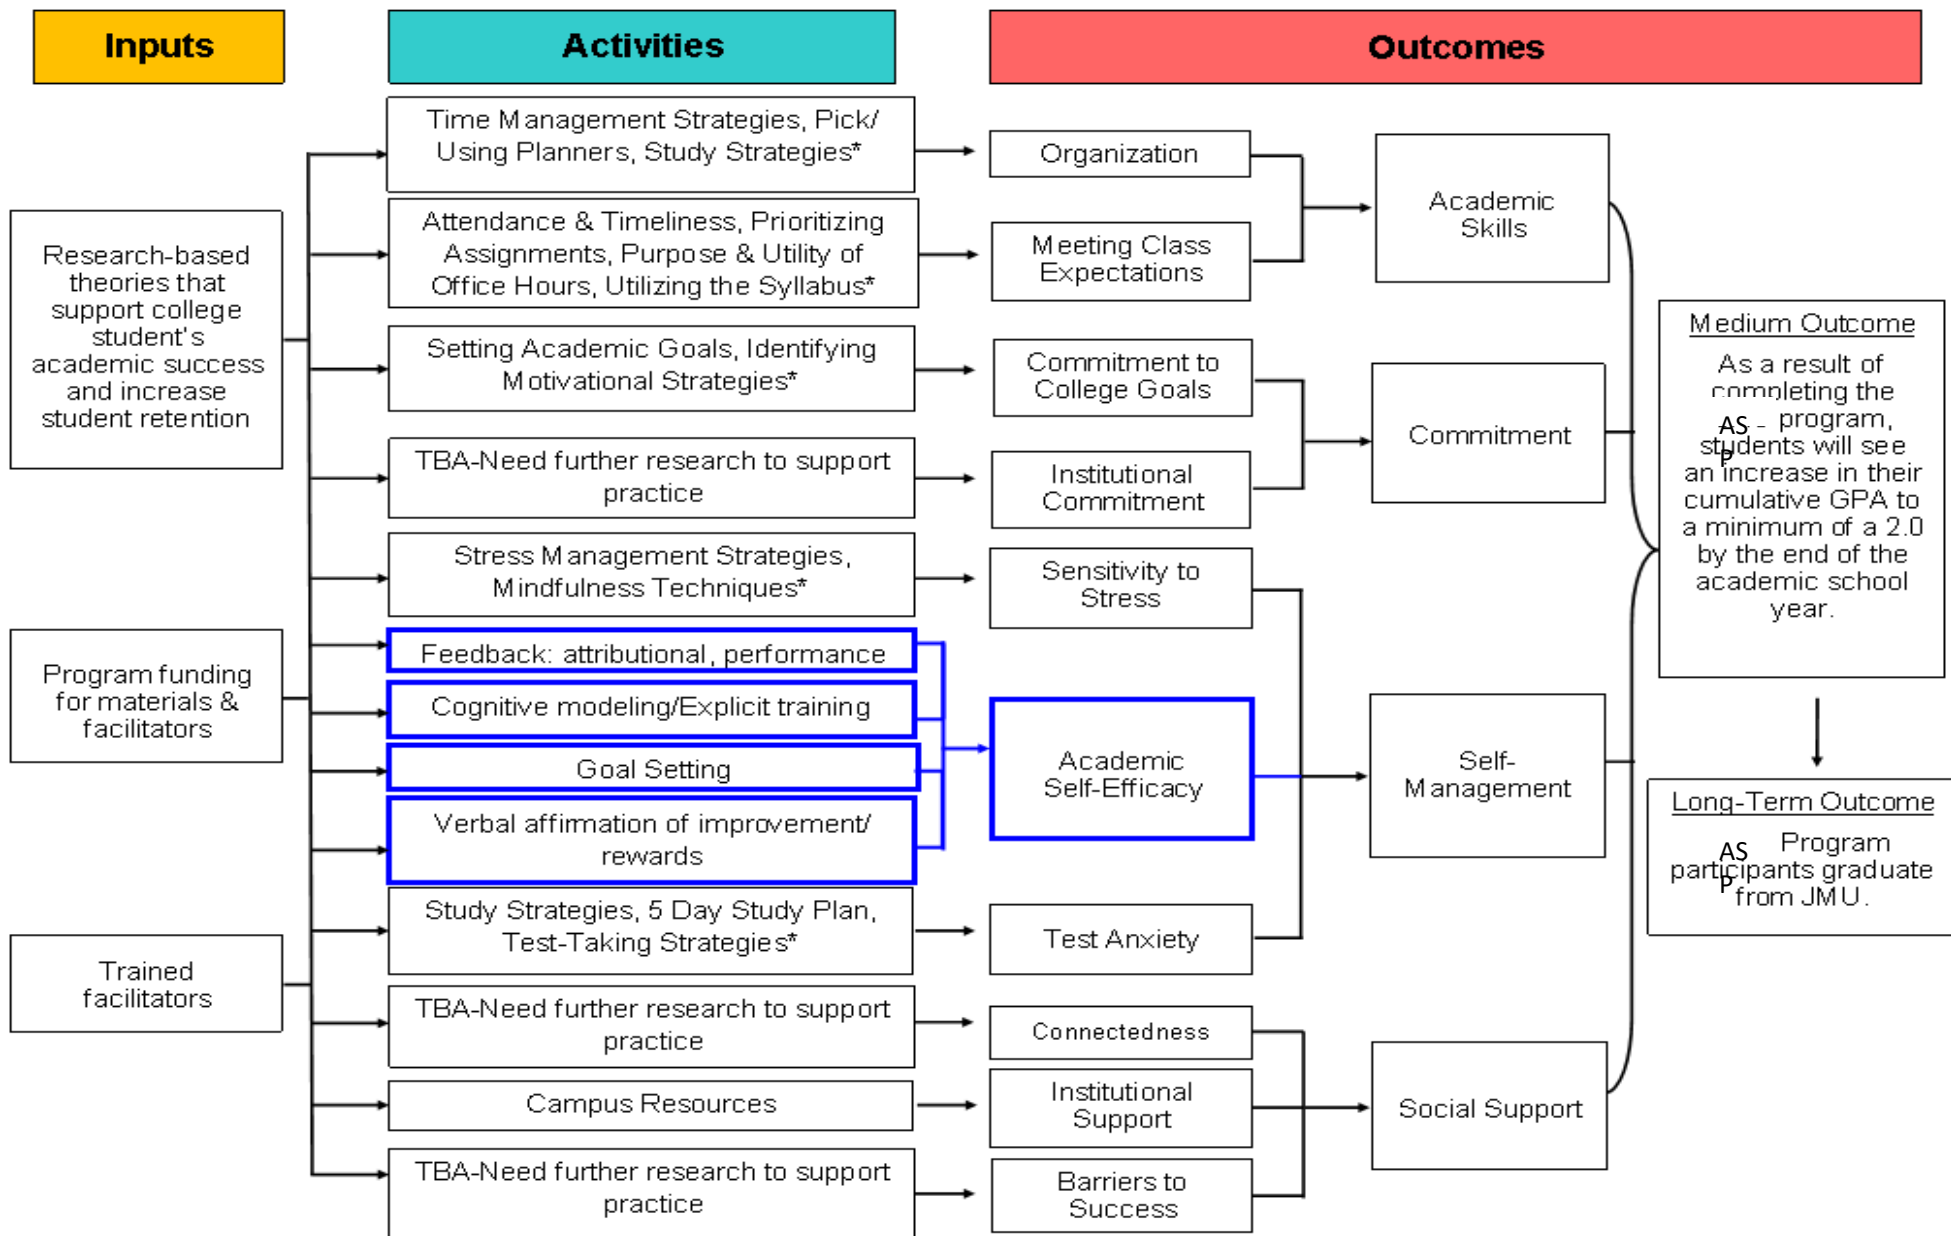 Inputs
Activities
Outcomes
Research-based
theories that
support college
student's
academic success
and increase
student retention
Program funding
for materials &
facilitators
Trained
facilitators
Time Management Strategies, Pick/
Using Planners, Study Strategies*
Attendance & Timeliness, Prioritizing
Assignments, Purpose & Utility of
Office Hours, Utilizing the Syllabus*
Setting Academic Goals, Identifying
Motivational Strategies*
TBA-Need further research to support
practice
Stress Management Strategies,
Mindfulness Techniques*
Feedback: attributional, performance
Cognitive modeling/Explicit training
Goal Setting
Verbal affirmation of improvement/
rewards
Study Strategies, 5 Day Study Plan,
Test-Taking Strategies*
TBA-Need further research to support
practice
Campus Resources
TBA-Need further research to support
practice
Organization
Meeting Class
Expectations
Commitment to
College Goals
Institutional
Commitment
Sensitivity to
Stress
Academic
Self-Efficacy
Test Anxiety
Connectedness
Institutional
Support
Barriers to
Success
Academic
Skills
Commitment
Self-
Management
Social Support
Medium Outcome
As a result of
completing the
AS program,
P
students will see
an increase in their
cumulative GPA to
a minimum of a 2.0
by the end of the
academic school
year.
Long-Term Outcome
AS Program
P
participants graduate
from JMU.